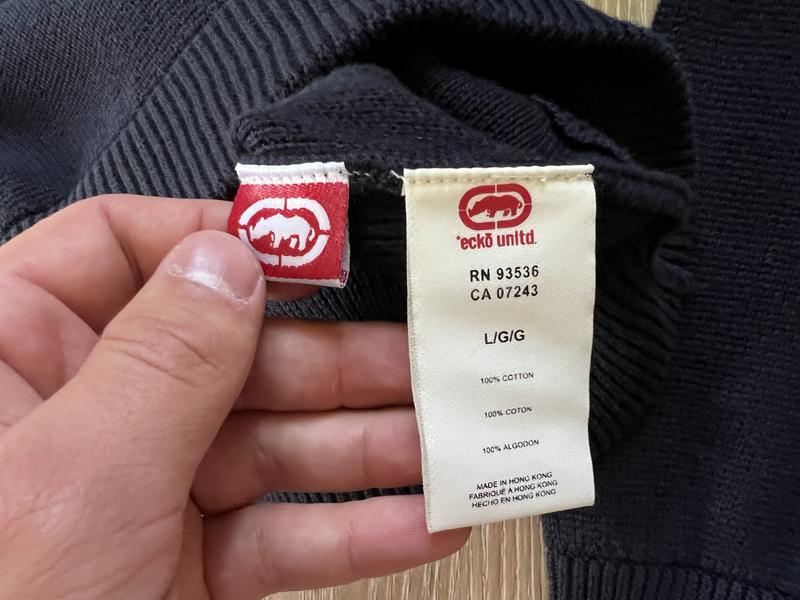 *eckō unltd.
RN 93536
CA 07243
L/G/G
100% COTTON
100% COTON
100% ALGODON
MADE IN HONG KONG
FABRIQUÉ À HONG KONG
HECHO EN HONG KONG